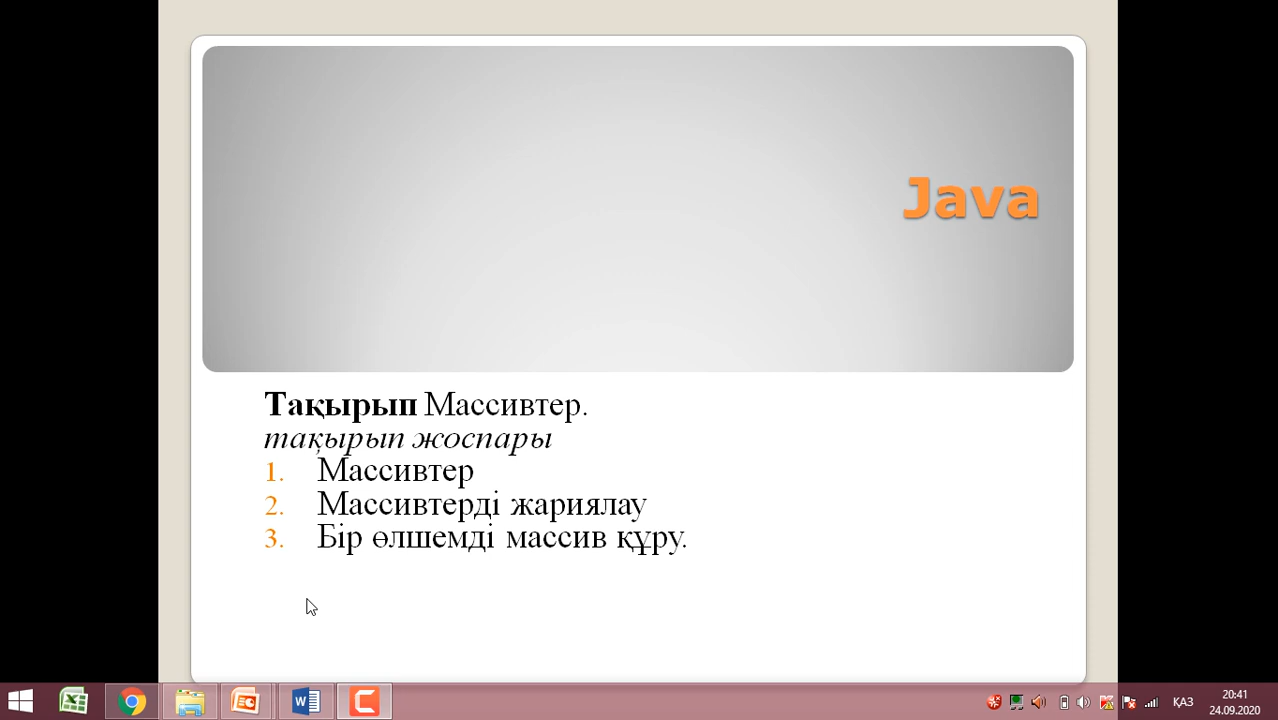 Java
Тақырып Массивтер.
тақырып жоспары
1. Массивтер
2. Массивтерді жариялау
3. Бір өлшемді массив құру.
ҚАЗ
20:41
24.09.2020